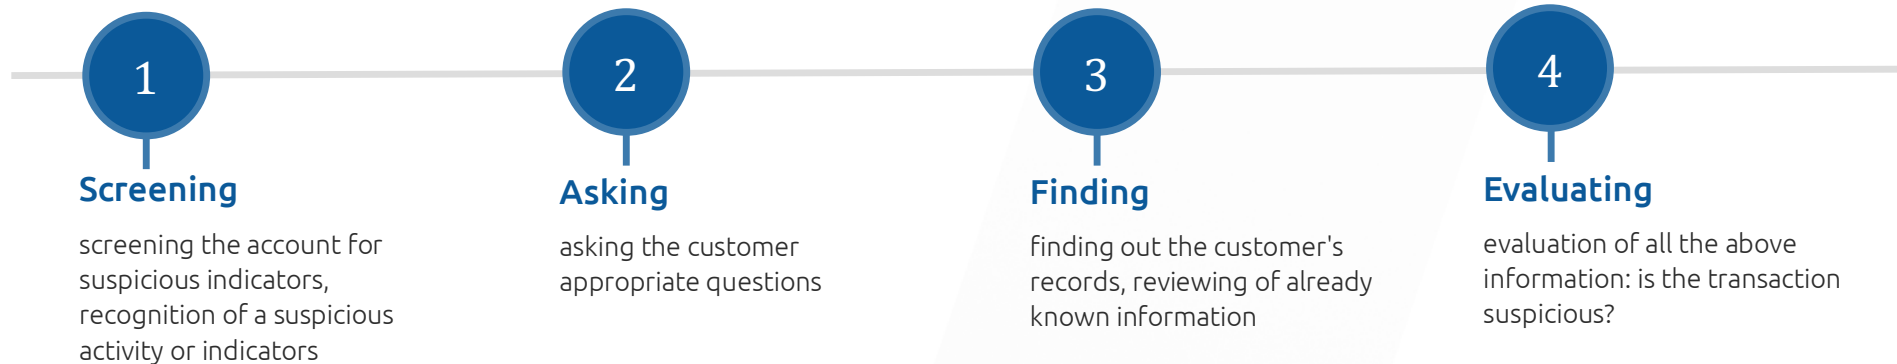 1
Screening
screening the account for
suspicious indicators,
recognition of a suspicious
activity or indicators
2
Asking
asking the customer
appropriate questions
3
Finding
finding out the customer's
records, reviewing of already
known information
4
Evaluating
evaluation of all the above
information: is the transaction
suspicious?